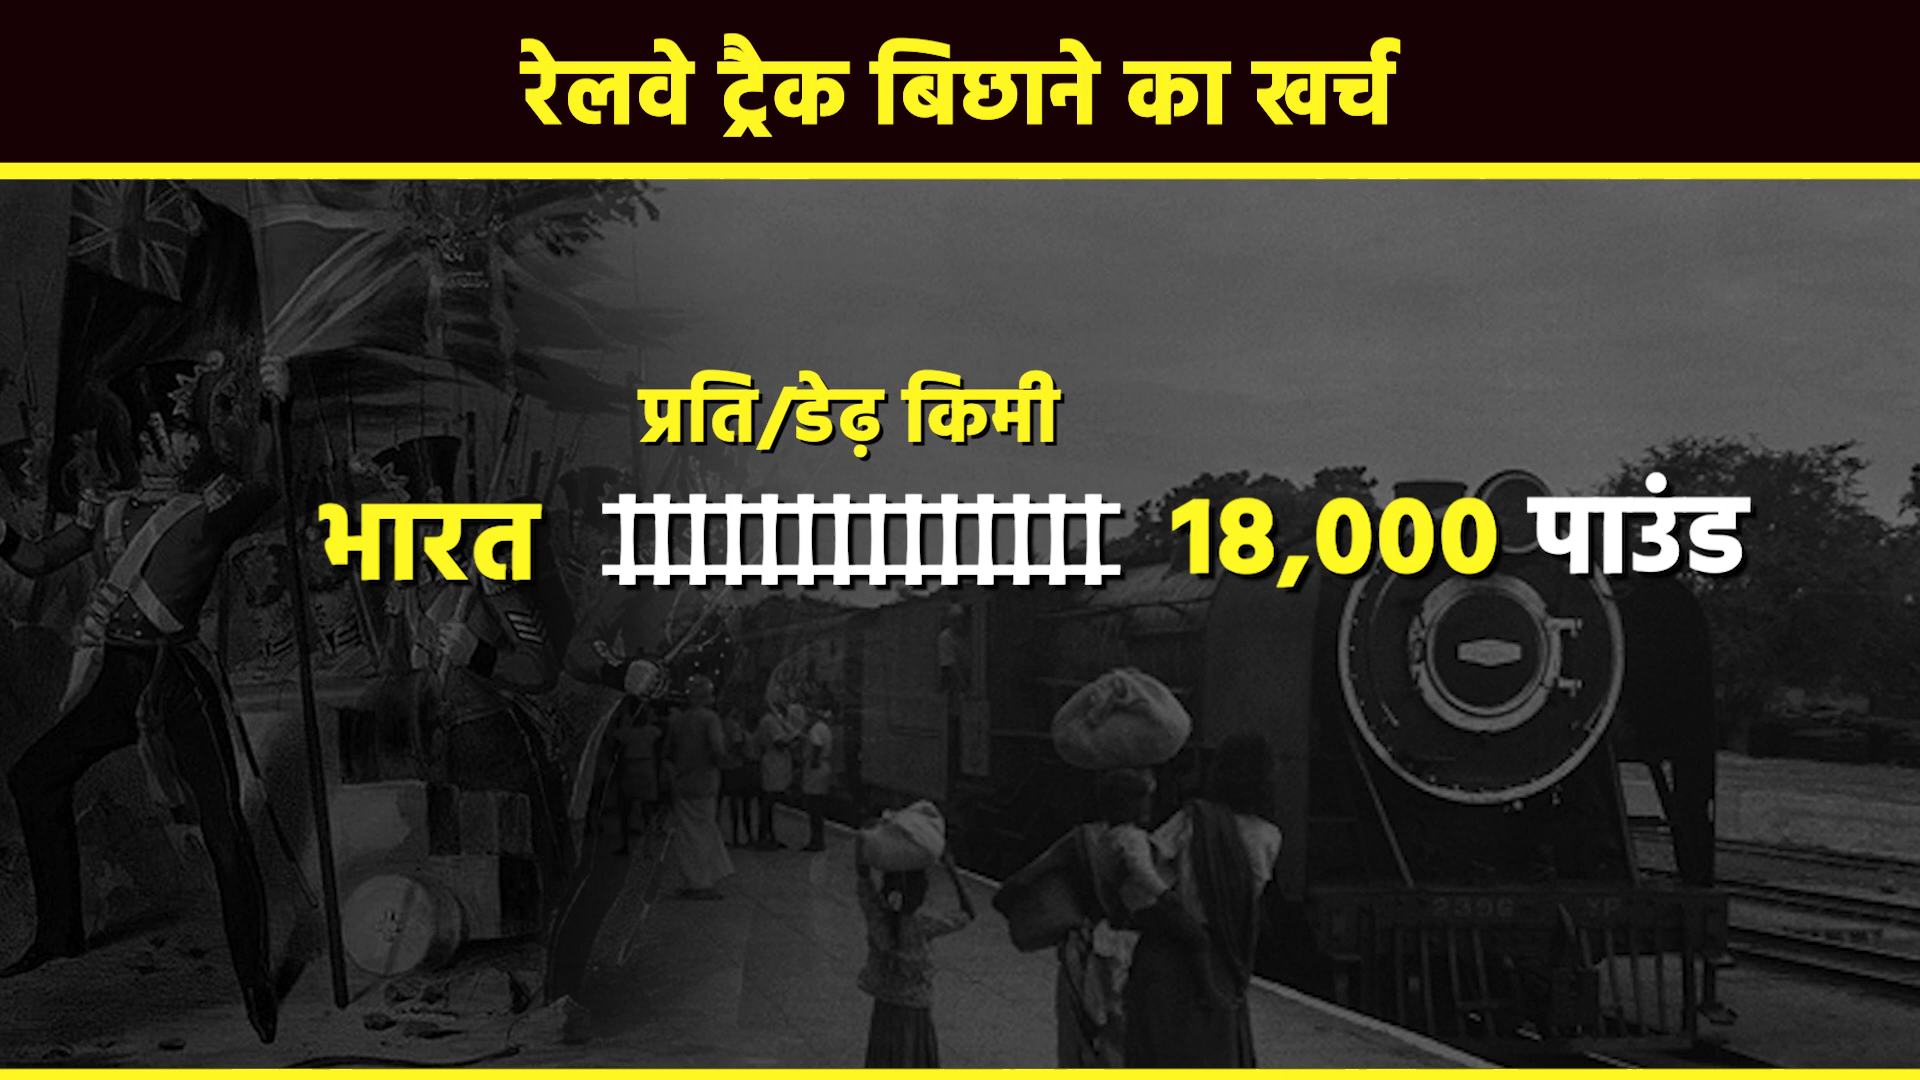 रेलवे ट्रैक बिछाने का खर्च
प्रति/डेढ़ किमी
भारत 18,000 पाउंड